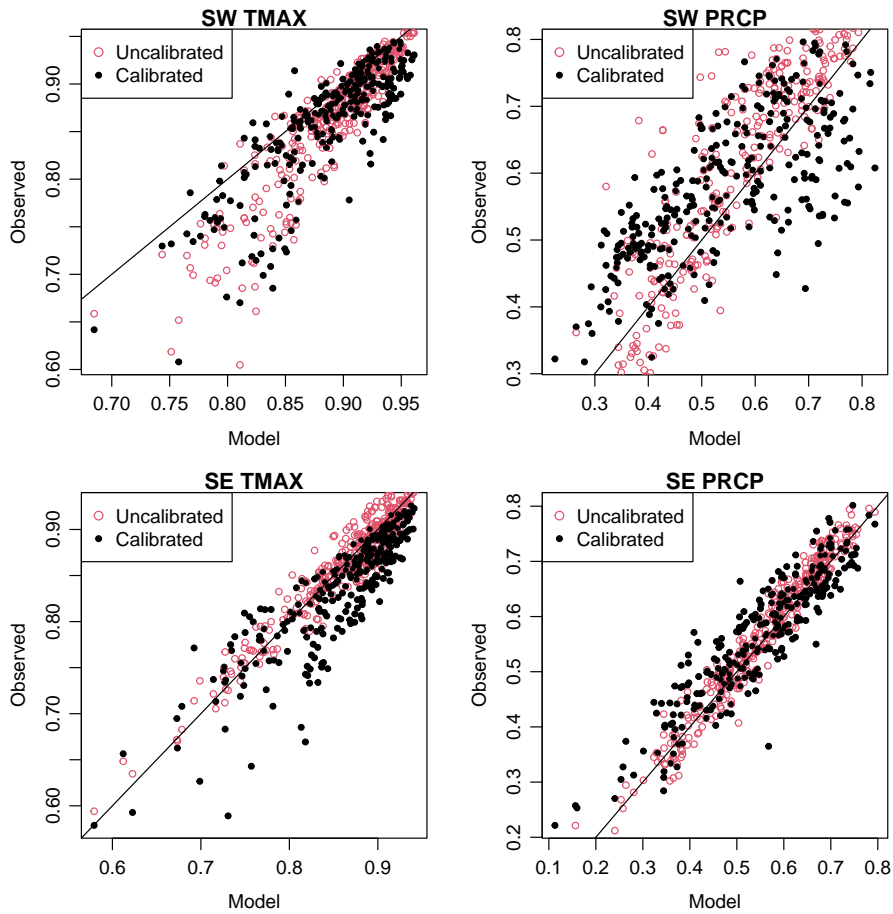 SW TMAX
Uncalibrated
Calibrated
Observed
0.60 0.70 0.80 0.90
0.70 0.75 0.80 0.85 0.90 0.95
Model
SW PRCP
Uncalibrated
Calibrated
Observed
0.3 0.4 0.5 0.6 0.7 0.8
0.3 0.4 0.5 0.6 0.7 0.8
Model
SE TMAX
Uncalibrated
Calibrated
Observed
0.60 0.70 0.80 0.90
0.6 0.7 0.8 0.9
Model
SE PRCP
Uncalibrated
Calibrated
Observed
0.2 0.3 0.4 0.5 0.6 0.7 0.8
0.1 0.2 0.3 0.4 0.5 0.6 0.7 0.8
Model